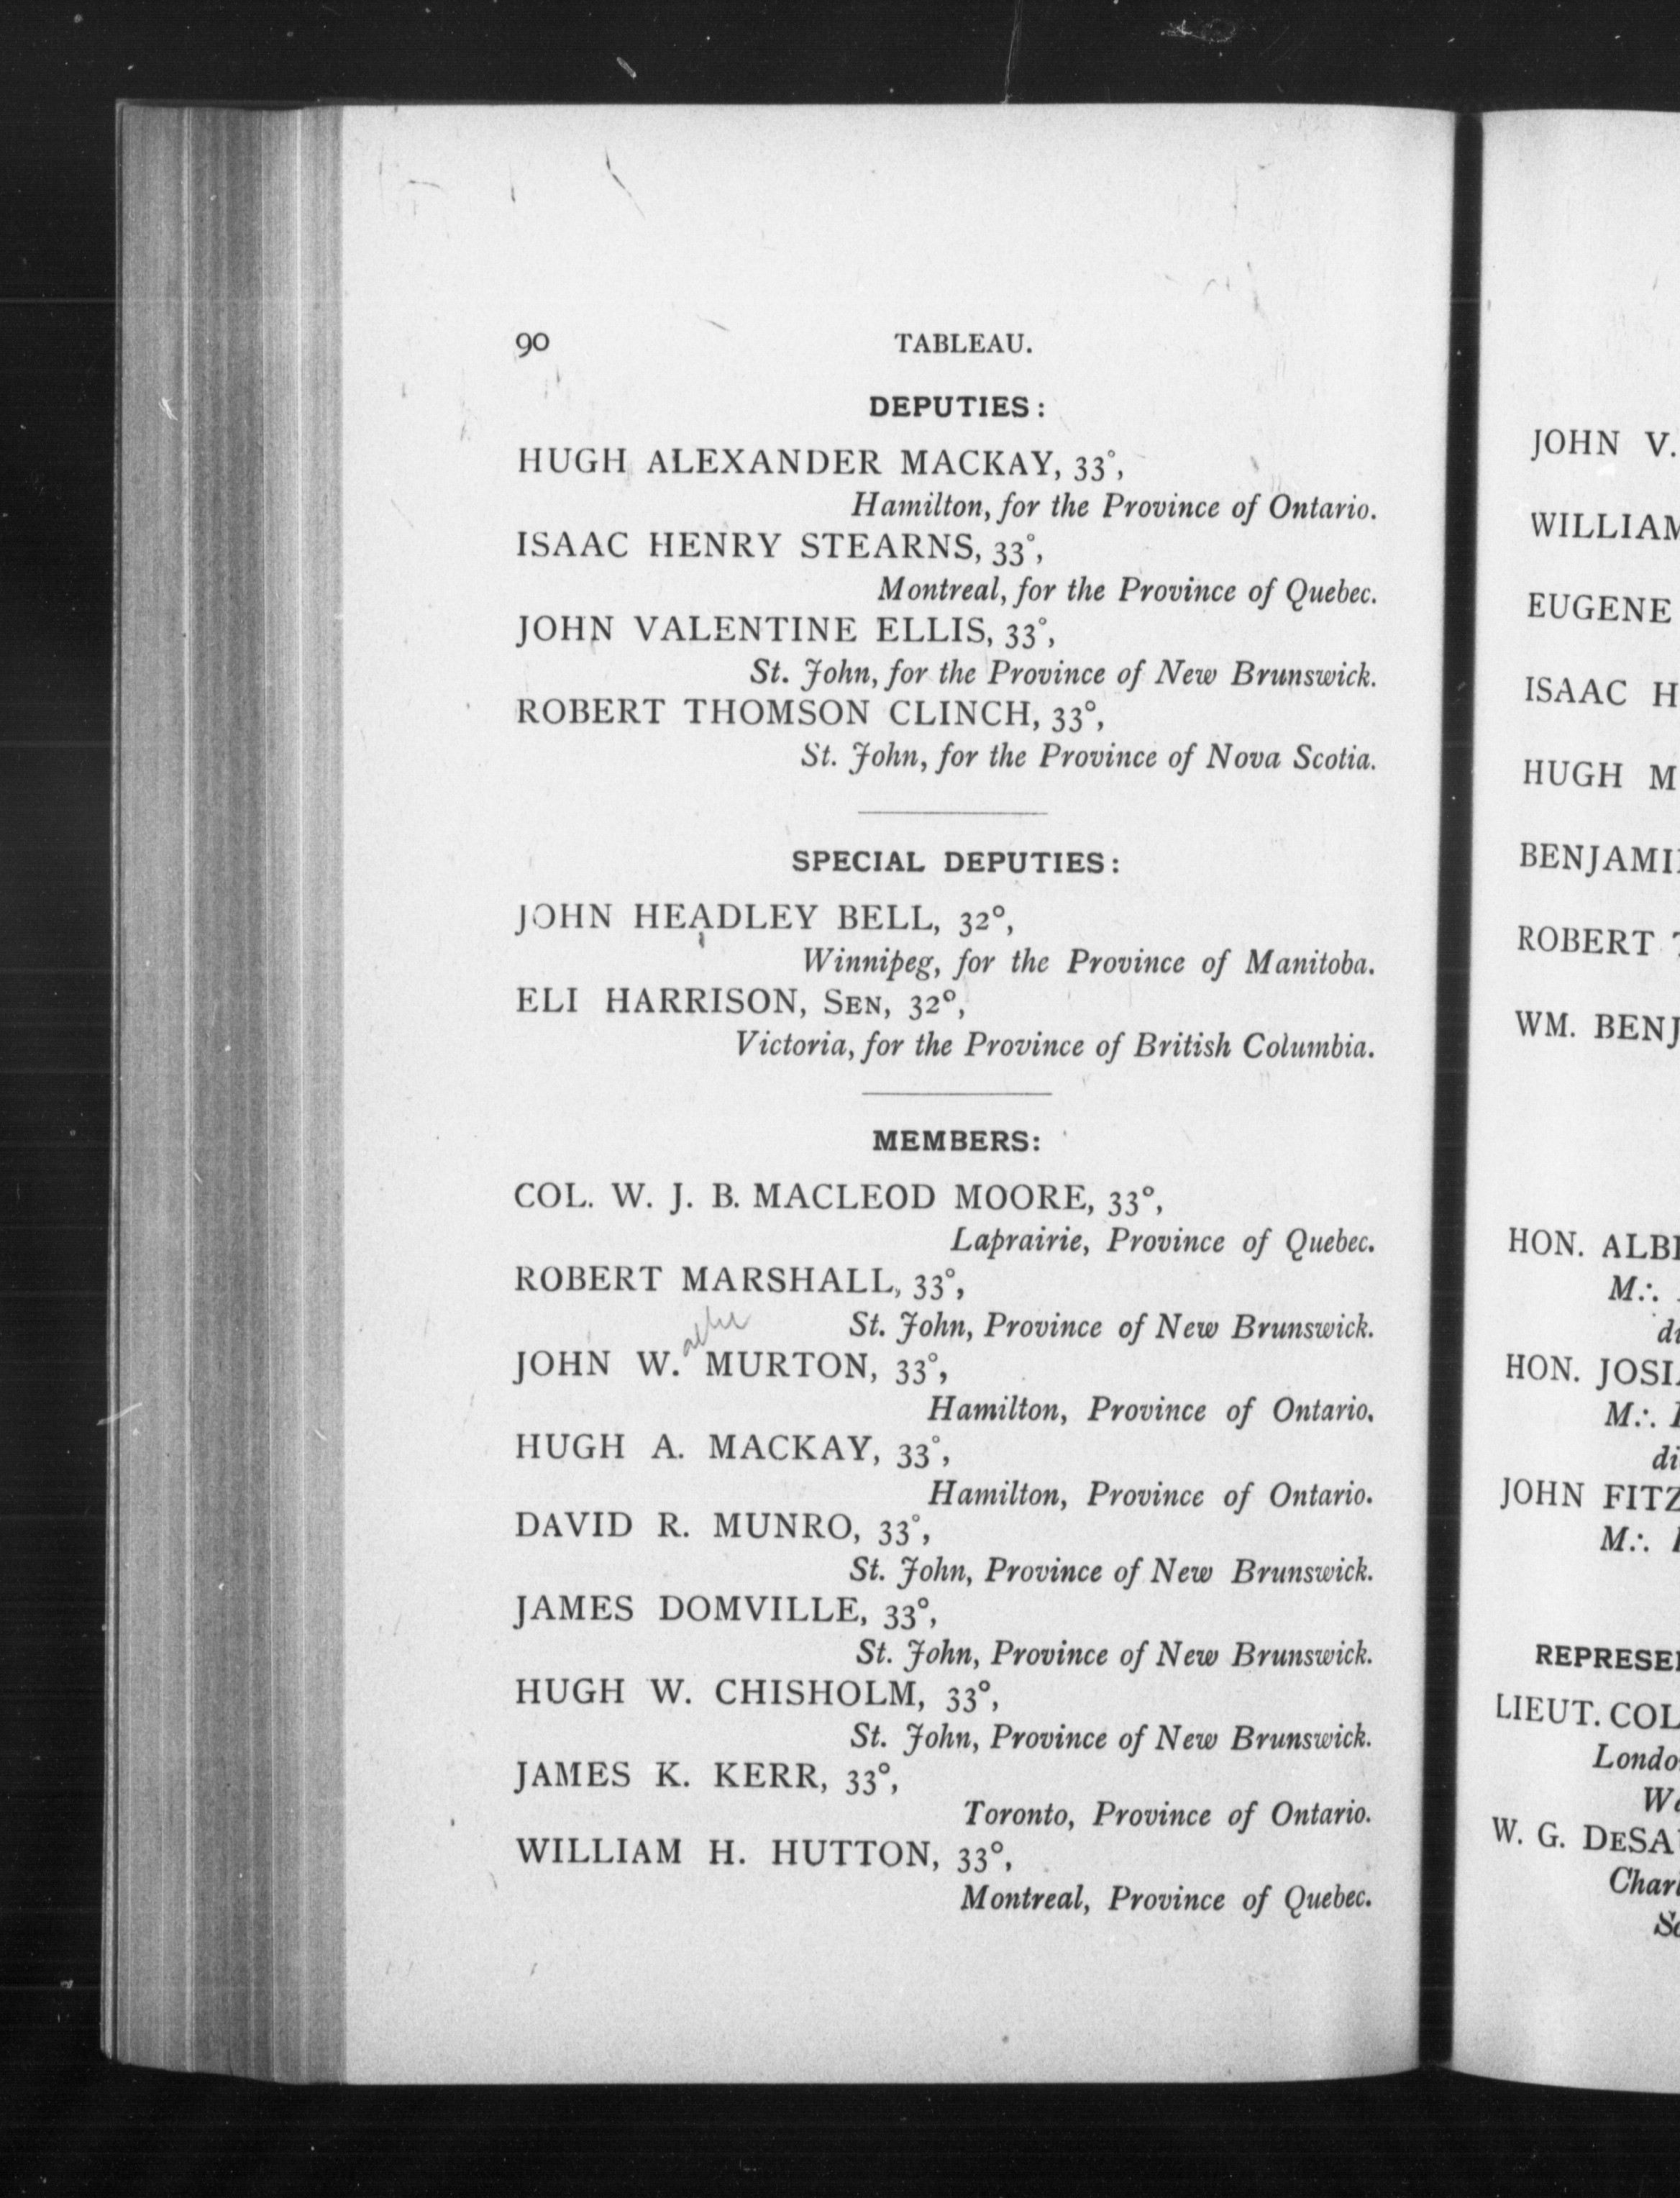 90 TABLEAU.
DEPUTIES:
HUGH ALEXANDER MACKAY, 33°,
Hamilton, for the Province of Ontario.
ISAAC HENRY STEARNS, 33°,
Montreal, for the Province of Quebec.
JOHN VALENTINE ELLIS, 33°,
St. John, for the Province of New Brunswick.
ROBERT THOMSON CLINCH, 33°,
St. John, for the Province of Nova Scotia.
SPECIAL DEPUTIES:
JOHN HEADLEY BELL, 32°,
Winnipeg, for the Province of Manitoba.
ELI HARRISON, SEN, 32°,
Victoria, for the Province of British Columbia.
MEMBERS:
COL. W. J. B. MACLEOD MOORE, 33°,
Laprairie, Province of Quebec.
ROBERT MARSHALL, 33°,
St. John, Province of New Brunswick.
JOHN W. MURTON, 33°,
Hamilton, Province of Ontario.
HUGH A. MACKAY, 33°,
Hamilton, Province of Ontario.
DAVID R. MUNRO, 33°,
St. John, Province of New Brunswick.
JAMES DOMVILLE, 33°,
St. John, Province of New Brunswick.
HUGH W. CHISHOLM, 33°,
St. John, Province of New Brunswick.
JAMES K. KERR, 33°,
Toronto, Province of Ontario.
WILLIAM H. HUTTON, 33°,
Montreal, Province of Quebec.
JOHN V.
WILLIAM
EUGENE
ISAAC H
HUGH M
BENJAMI
ROBERT
WM. BENJ
HON. ALB
M∴
di
HON. JOSI
M∴
di
JOHN FITZ
M∴
REPRESE
LIEUT. COL
Londo
W
W. G. DESA
Char
So